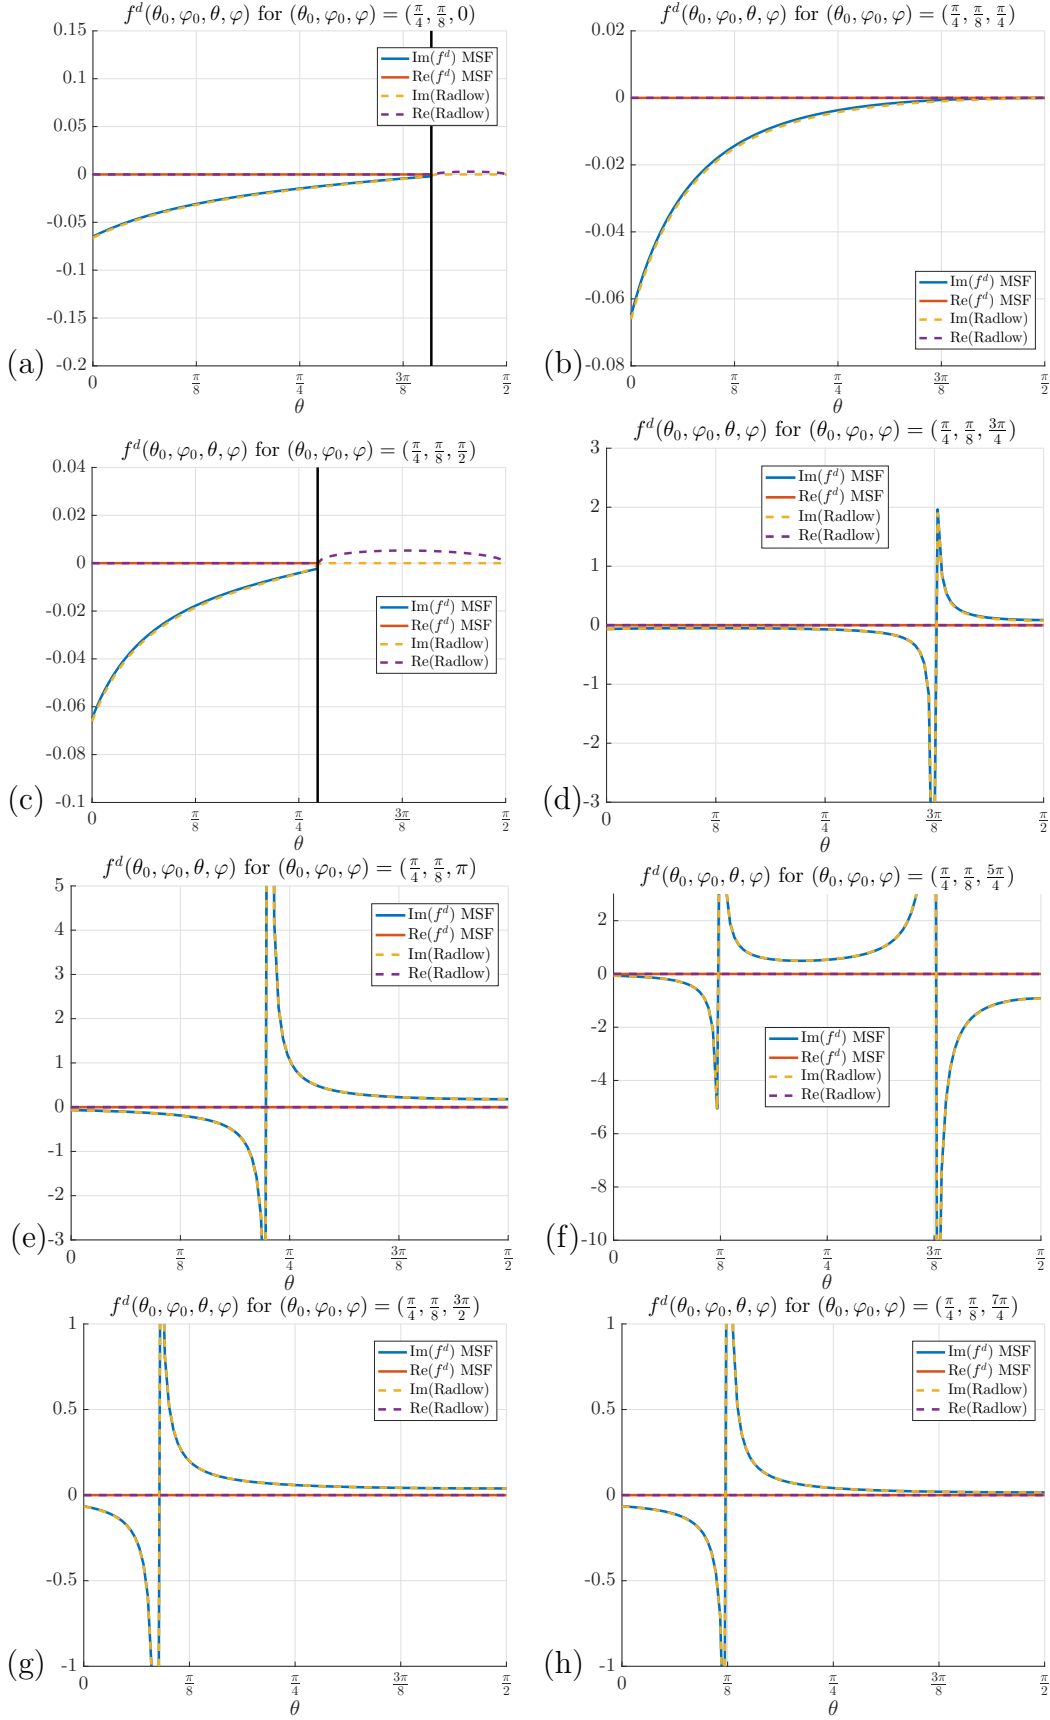 f^d(θ_0, φ_0, θ, φ) for (θ_0, φ_0, φ) = (π/4, π/8, 0)
0.15
0.1
0.05
0
-0.05
-0.1
-0.15
-0.2
Im(f^d) MSF
Re(f^d) MSF
Im(Radlow)
Re(Radlow)
0 π/8 π/4 3π/8 π/2
θ
(a)
f^d(θ_0, φ_0, θ, φ) for (θ_0, φ_0, φ) = (π/4, π/8, π/4)
0.02
0
-0.02
-0.04
-0.06
-0.08
Im(f^d) MSF
Re(f^d) MSF
Im(Radlow)
Re(Radlow)
0 π/8 π/4 3π/8 π/2
θ
(b)
f^d(θ_0, φ_0, θ, φ) for (θ_0, φ_0, φ) = (π/4, π/8, π/2)
0.04
0.02
0
-0.02
-0.04
-0.06
-0.08
-0.1
Im(f^d) MSF
Re(f^d) MSF
Im(Radlow)
Re(Radlow)
0 π/8 π/4 3π/8 π/2
θ
(c)
f^d(θ_0, φ_0, θ, φ) for (θ_0, φ_0, φ) = (π/4, π/8, 3π/4)
3
2
1
0
-1
-2
-3
Im(f^d) MSF
Re(f^d) MSF
Im(Radlow)
Re(Radlow)
0 π/8 π/4 3π/8 π/2
θ
(d)
f^d(θ_0, φ_0, θ, φ) for (θ_0, φ_0, φ) = (π/4, π/8, π)
5
4
3
2
1
0
-1
-2
-3
Im(f^d) MSF
Re(f^d) MSF
Im(Radlow)
Re(Radlow)
0 π/8 π/4 3π/8 π/2
θ
(e)
f^d(θ_0, φ_0, θ, φ) for (θ_0, φ_0, φ) = (π/4, π/8, 5π/4)
2
0
-2
-4
-6
-8
-10
Im(f^d) MSF
Re(f^d) MSF
Im(Radlow)
Re(Radlow)
0 π/8 π/4 3π/8 π/2
θ
(f)
f^d(θ_0, φ_0, θ, φ) for (θ_0, φ_0, φ) = (π/4, π/8, 3π/2)
1
0.5
0
-0.5
-1
Im(f^d) MSF
Re(f^d) MSF
Im(Radlow)
Re(Radlow)
0 π/8 π/4 3π/8 π/2
θ
(g)
f^d(θ_0, φ_0, θ, φ) for (θ_0, φ_0, φ) = (π/4, π/8, 7π/4)
1
0.5
0
-0.5
-1
Im(f^d) MSF
Re(f^d) MSF
Im(Radlow)
Re(Radlow)
0 π/8 π/4 3π/8 π/2
θ
(h)